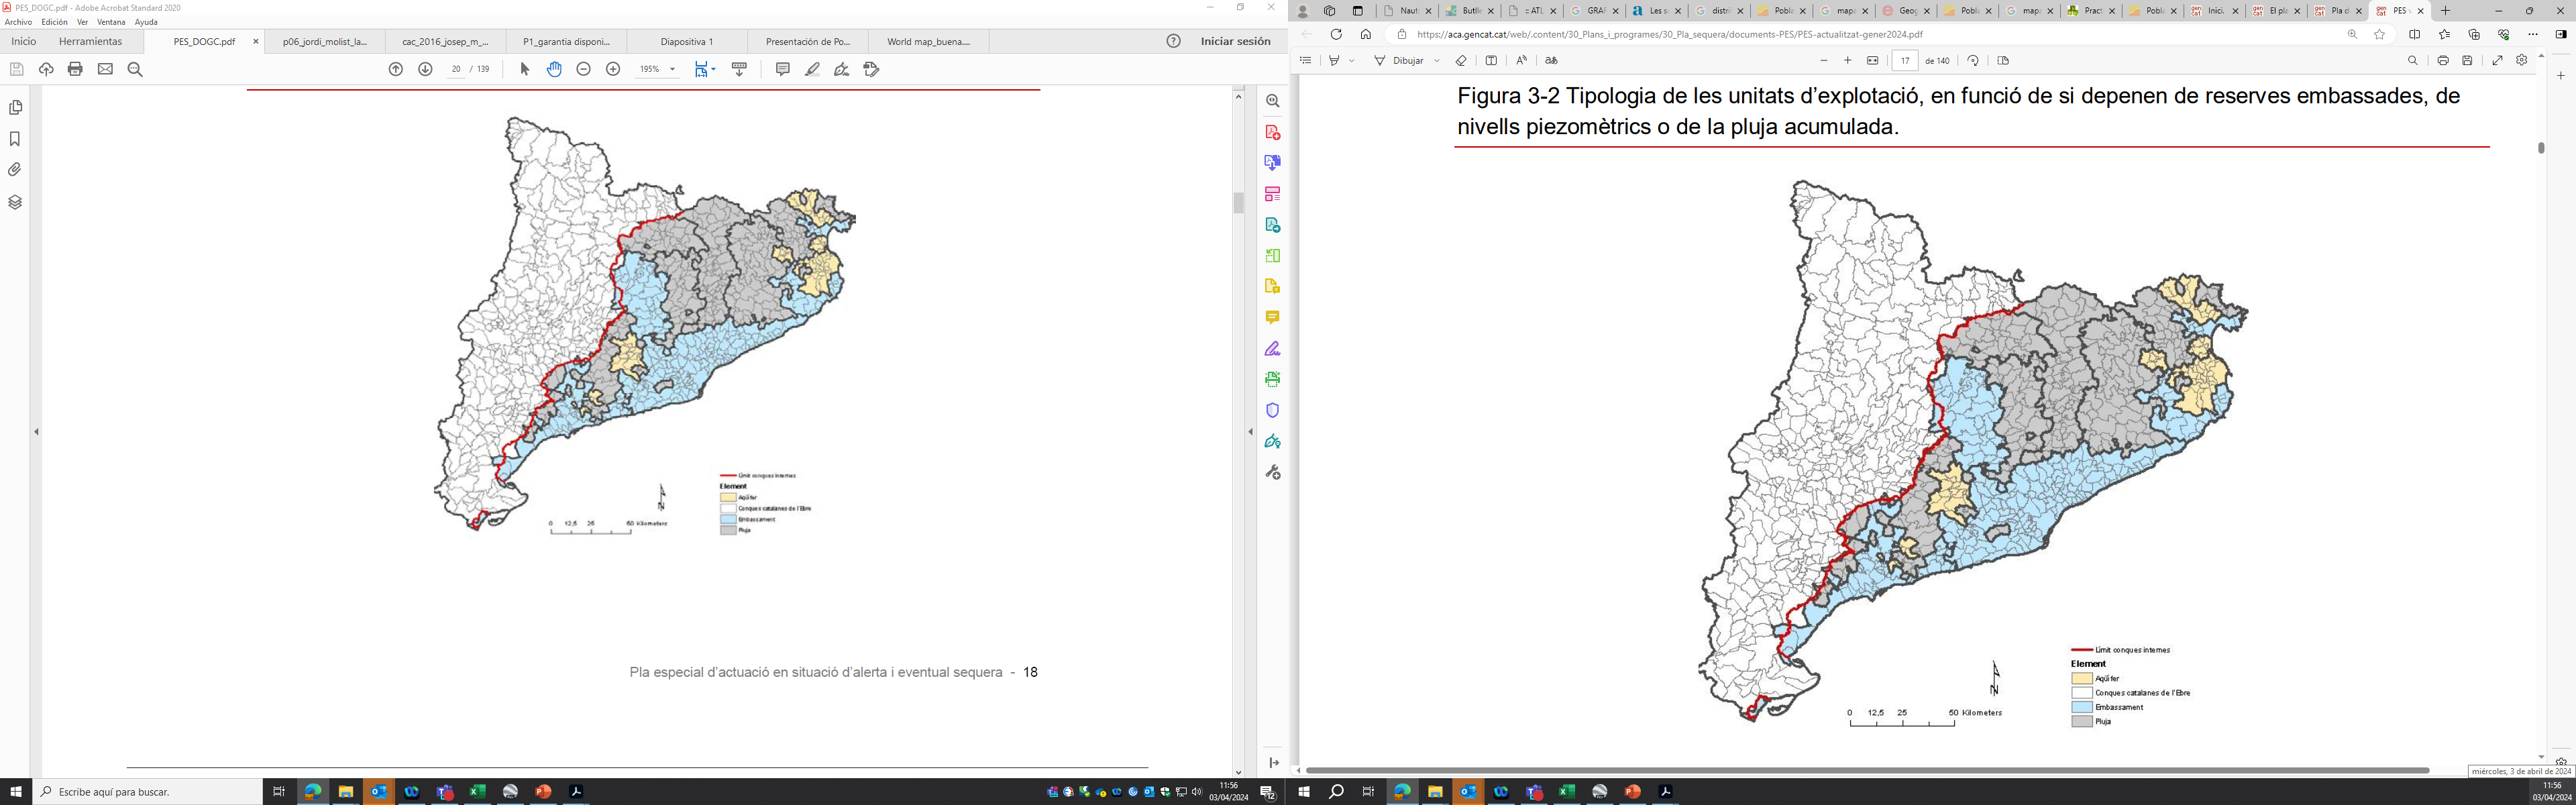 PES_DOGC.pdf - Adobe Acrobat Standard 2020
Archivo Edición Ver Ventana Ayuda
Inicio Herramientas PES_DOGC.pdf × p06_jordi_molist_la... cac_2016_josep_m_... P1_garantia disponi... Diapositiva 1 Presentación de Po... World map_buena.... Iniciar sesión
20 / 139 195%
Límit conques internes
Element
Aqüífer
Conques catalanes de l'Ebre
Embassament
Pluja
N
0 12,5 25 50 Kilometers
Pla especial d'actuació en situació d'alerta i eventual sequera - 18
Escribe aquí para buscar.
11:56
03/04/2024
12
https://aca.gencat.cat/web/.content/30_Plans_i_programes/30_Pla_sequera/documents-PES/PES-actualitzat-gener2024.pdf
Dibujar 17 de 140
Figura 3-2 Tipologia de les unitats d'explotació, en funció de si depenen de reserves embassades, de
nivells piezomètrics o de la pluja acumulada.
Límit conques internes
Element
Aqüífer
Conques catalanes de l'Ebre
Embassament
Pluja
N
0 12,5 25 50 Kilometers
miércoles, 3 de abril de 2024
11:56
03/04/2024